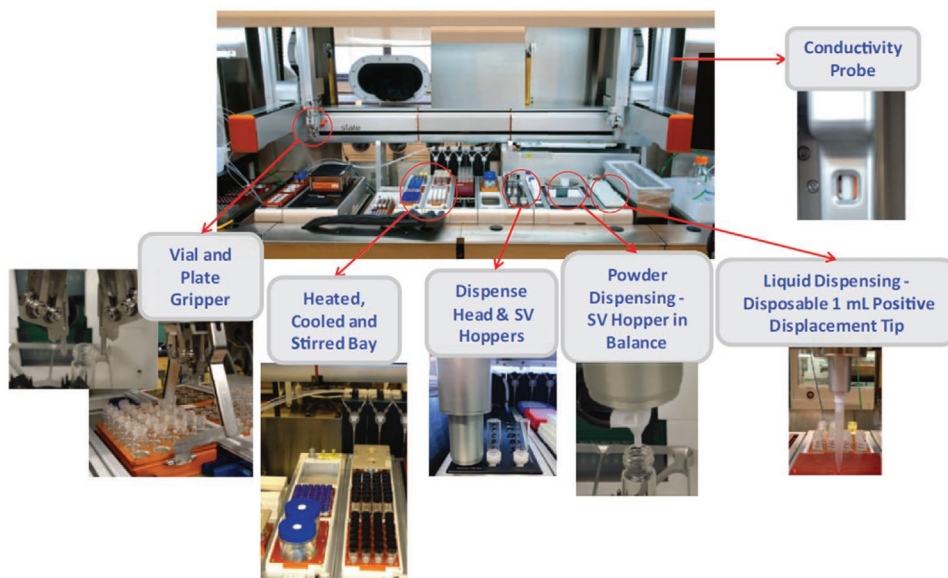 Conductivity
Probe
stale
Vial and
Plate
Gripper
Heated,
Cooled and
Stirred Bay
Dispense
Head & SV
Hoppers
Powder
Dispensing -
SV Hopper in
Balance
Liquid Dispensing -
Disposable 1 mL Positive
Displacement Tip